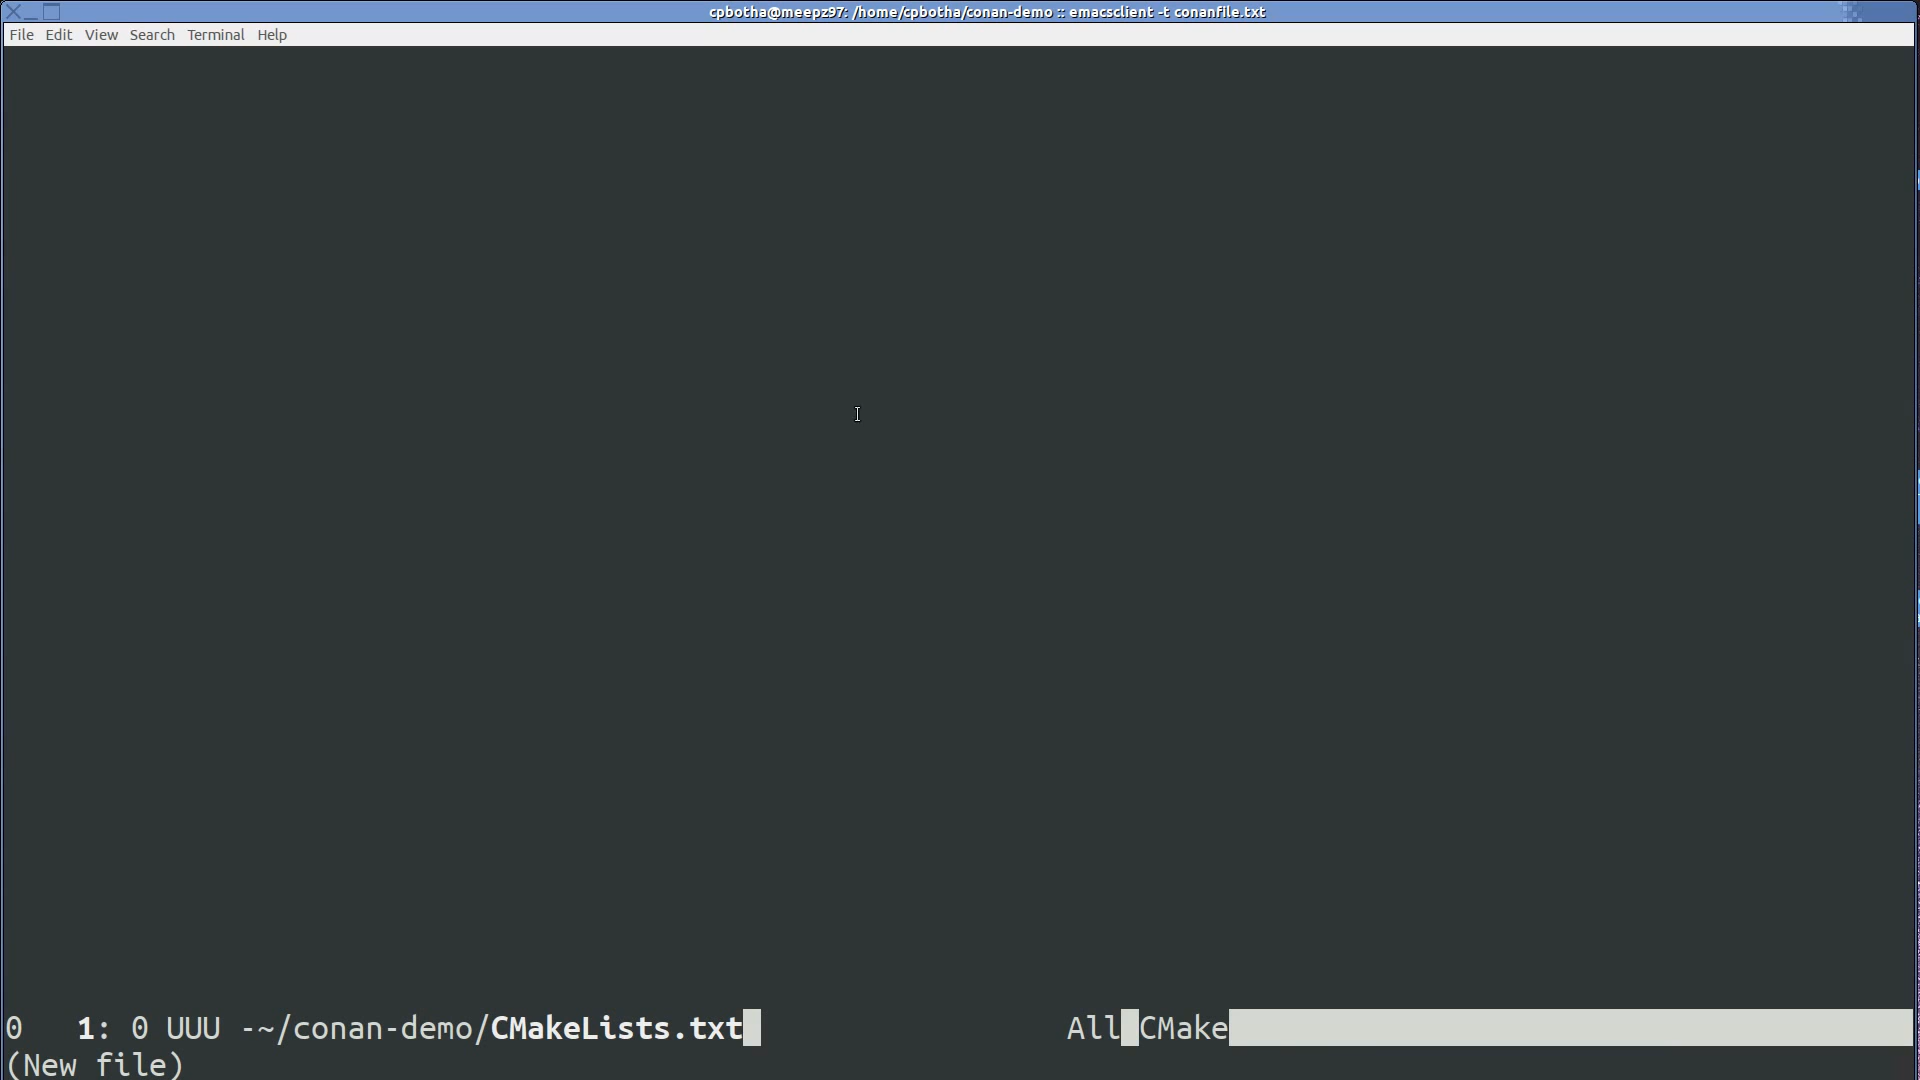 cpbotha@meepz97: /home/cpbotha/conan-demo :: emacsclient -t conanfile.txt
File Edit View Search Terminal Help
0 1: 0 UUU -~/conan-demo/CMakeLists.txt All CMake
(New file)